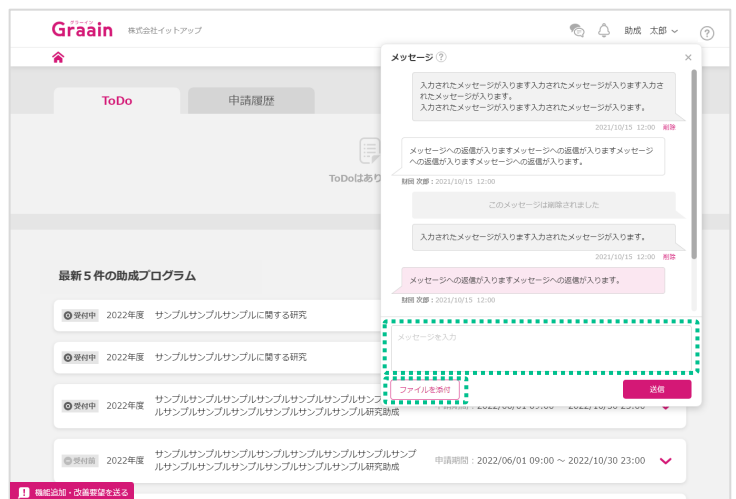 グラーイン
Graain
株式会社イットアップ
助成 太郎
?
メッセージ ?
×
入力されたメッセージが入ります入力されたメッセージが入ります入力さ
れたメッセージが入ります。
入力されたメッセージが入ります入力されたメッセージが入ります。
2021/10/15 12:00 削除
メッセージへの返信が入りますメッセージへの返信が入りますメッセージ
への返信が入りますメッセージへの返信が入ります。
財団 次郎:2021/10/15 12:00
このメッセージは削除されました
入力されたメッセージが入ります入力されたメッセージが入ります。
2021/10/15 12:00 削除
メッセージへの返信が入りますメッセージへの返信が入ります。
財団 次郎:2021/10/15 12:00
メッセージを入力
ファイルを添付
送信
ToDo
申請履歴
ToDoはあり
最新5件の助成プログラム
受付中 2022年度 サンプルサンプルサンプルに関する研究
受付中 2022年度 サンプルサンプルサンプルに関する研究
受付中 2022年度
サンプルサンプルサンプルサンプルサンプルサンプルサンプ
ルサンプルサンプルサンプルサンプルサンプルサンプル研究助成
申請期間:2022/06/01 09:00 ～ 2022/10/30 23:00
受付前 2022年度
サンプルサンプルサンプルサンプルサンプルサンプルサンプルサンプ
ルサンプルサンプルサンプルサンプルサンプルサンプル研究助成
申請期間:2022/06/01 09:00 ～ 2022/10/30 23:00
機能追加・改善要望を送る